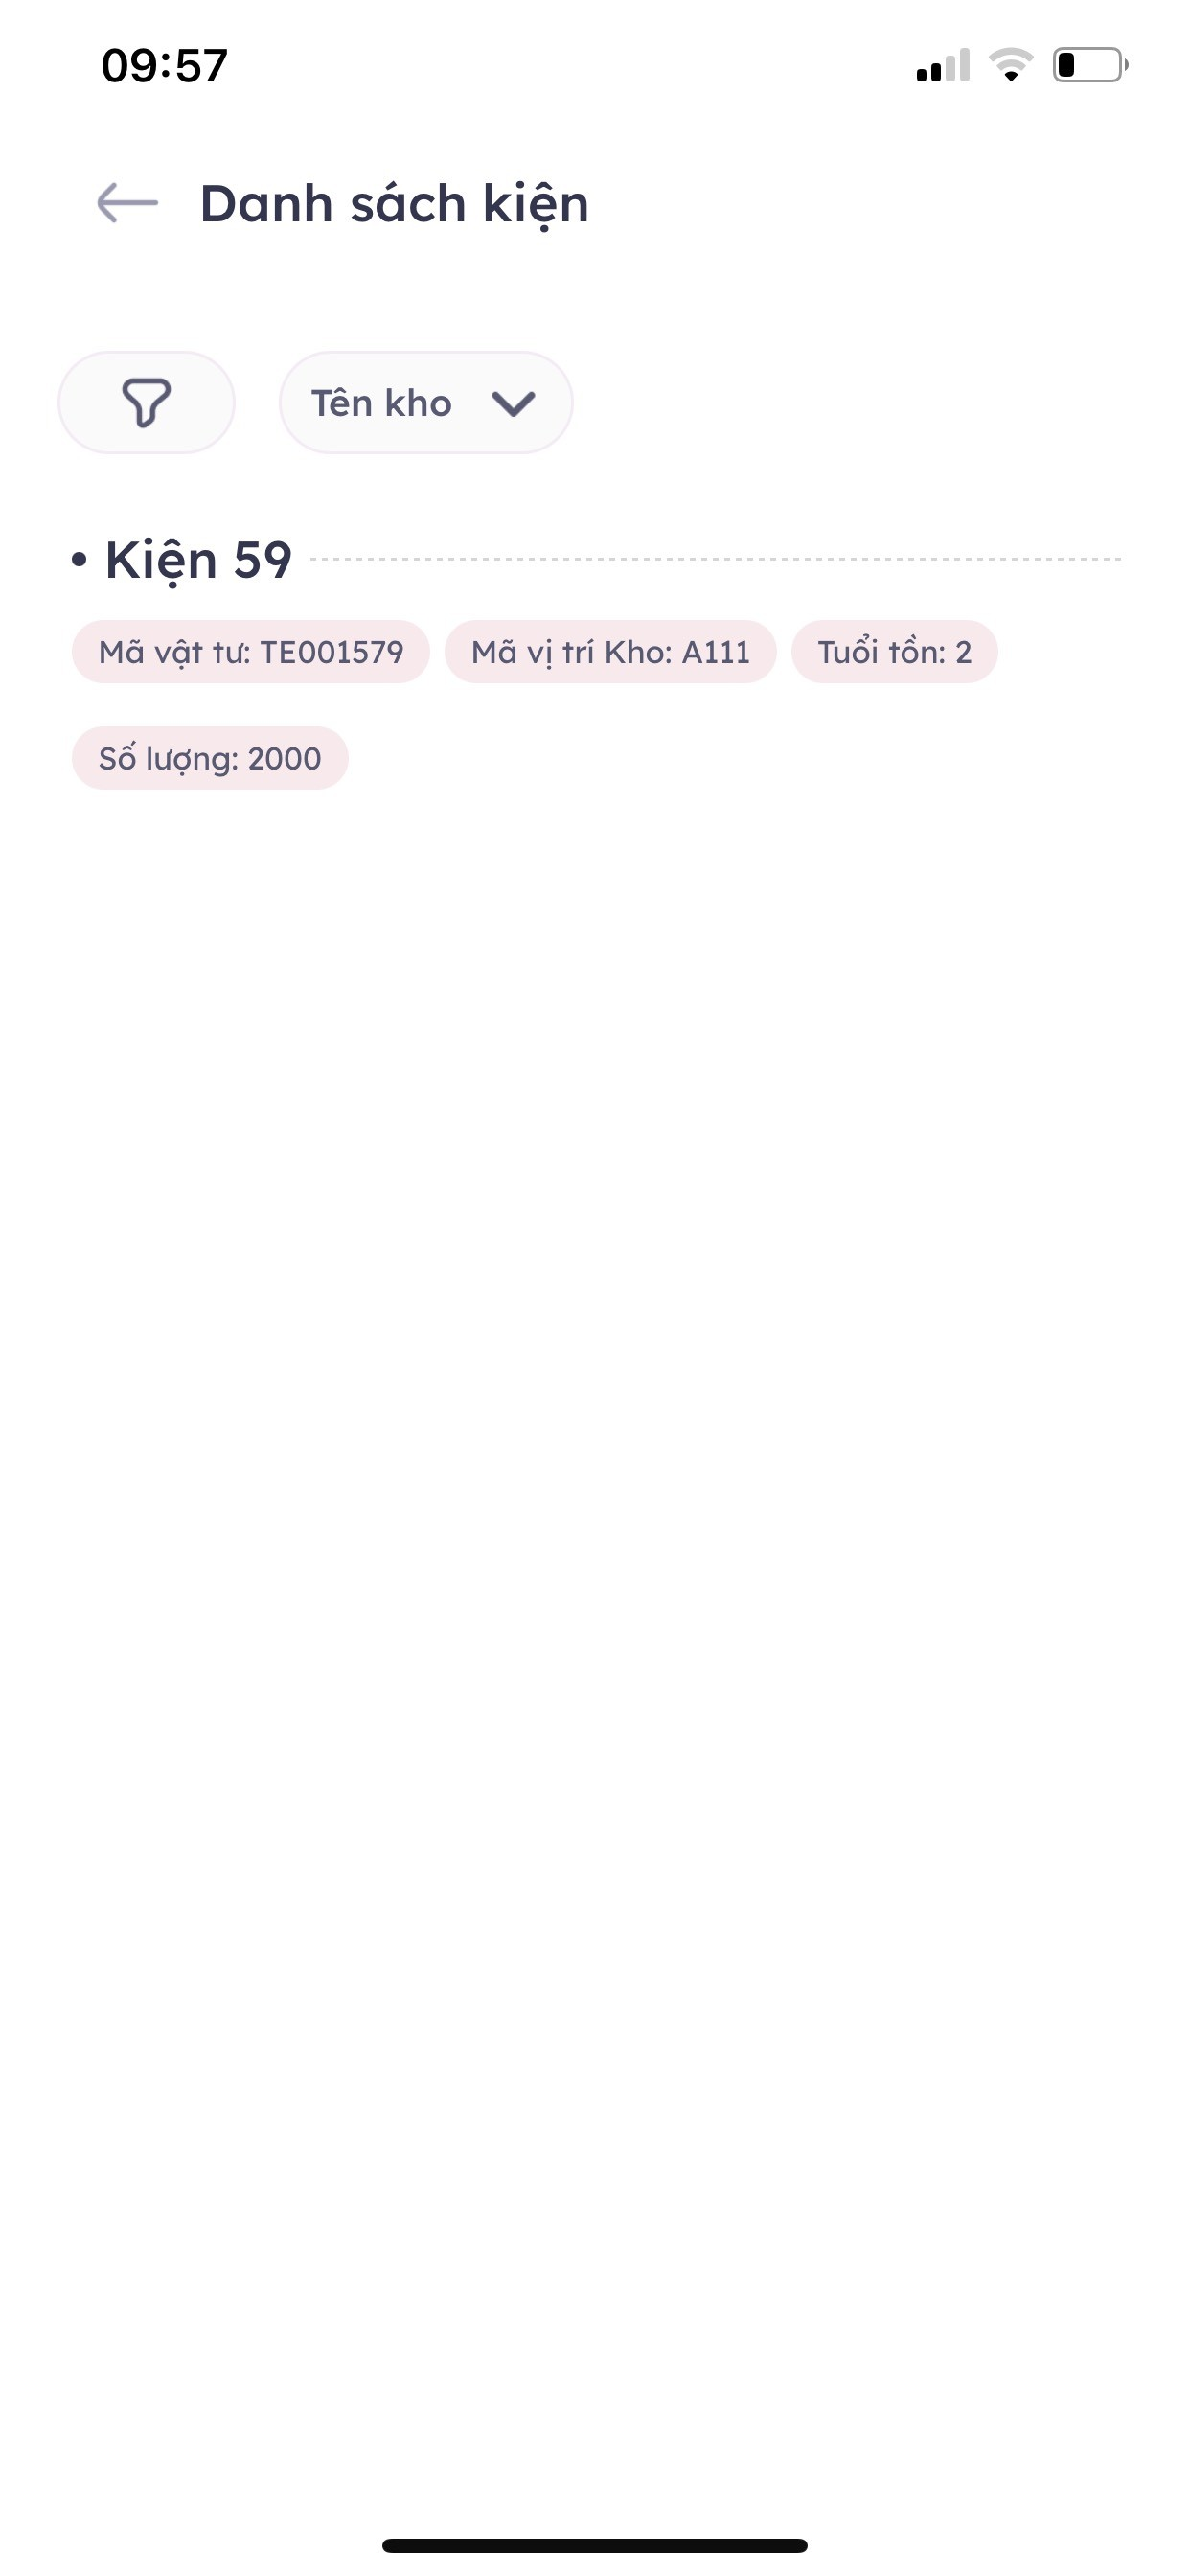 09:57
Danh sách kiện
Tên kho
• Kiện 59
Mã vật tư: TE001579 Mã vị trí Kho: A111 Tuổi tồn: 2
Số lượng: 2000